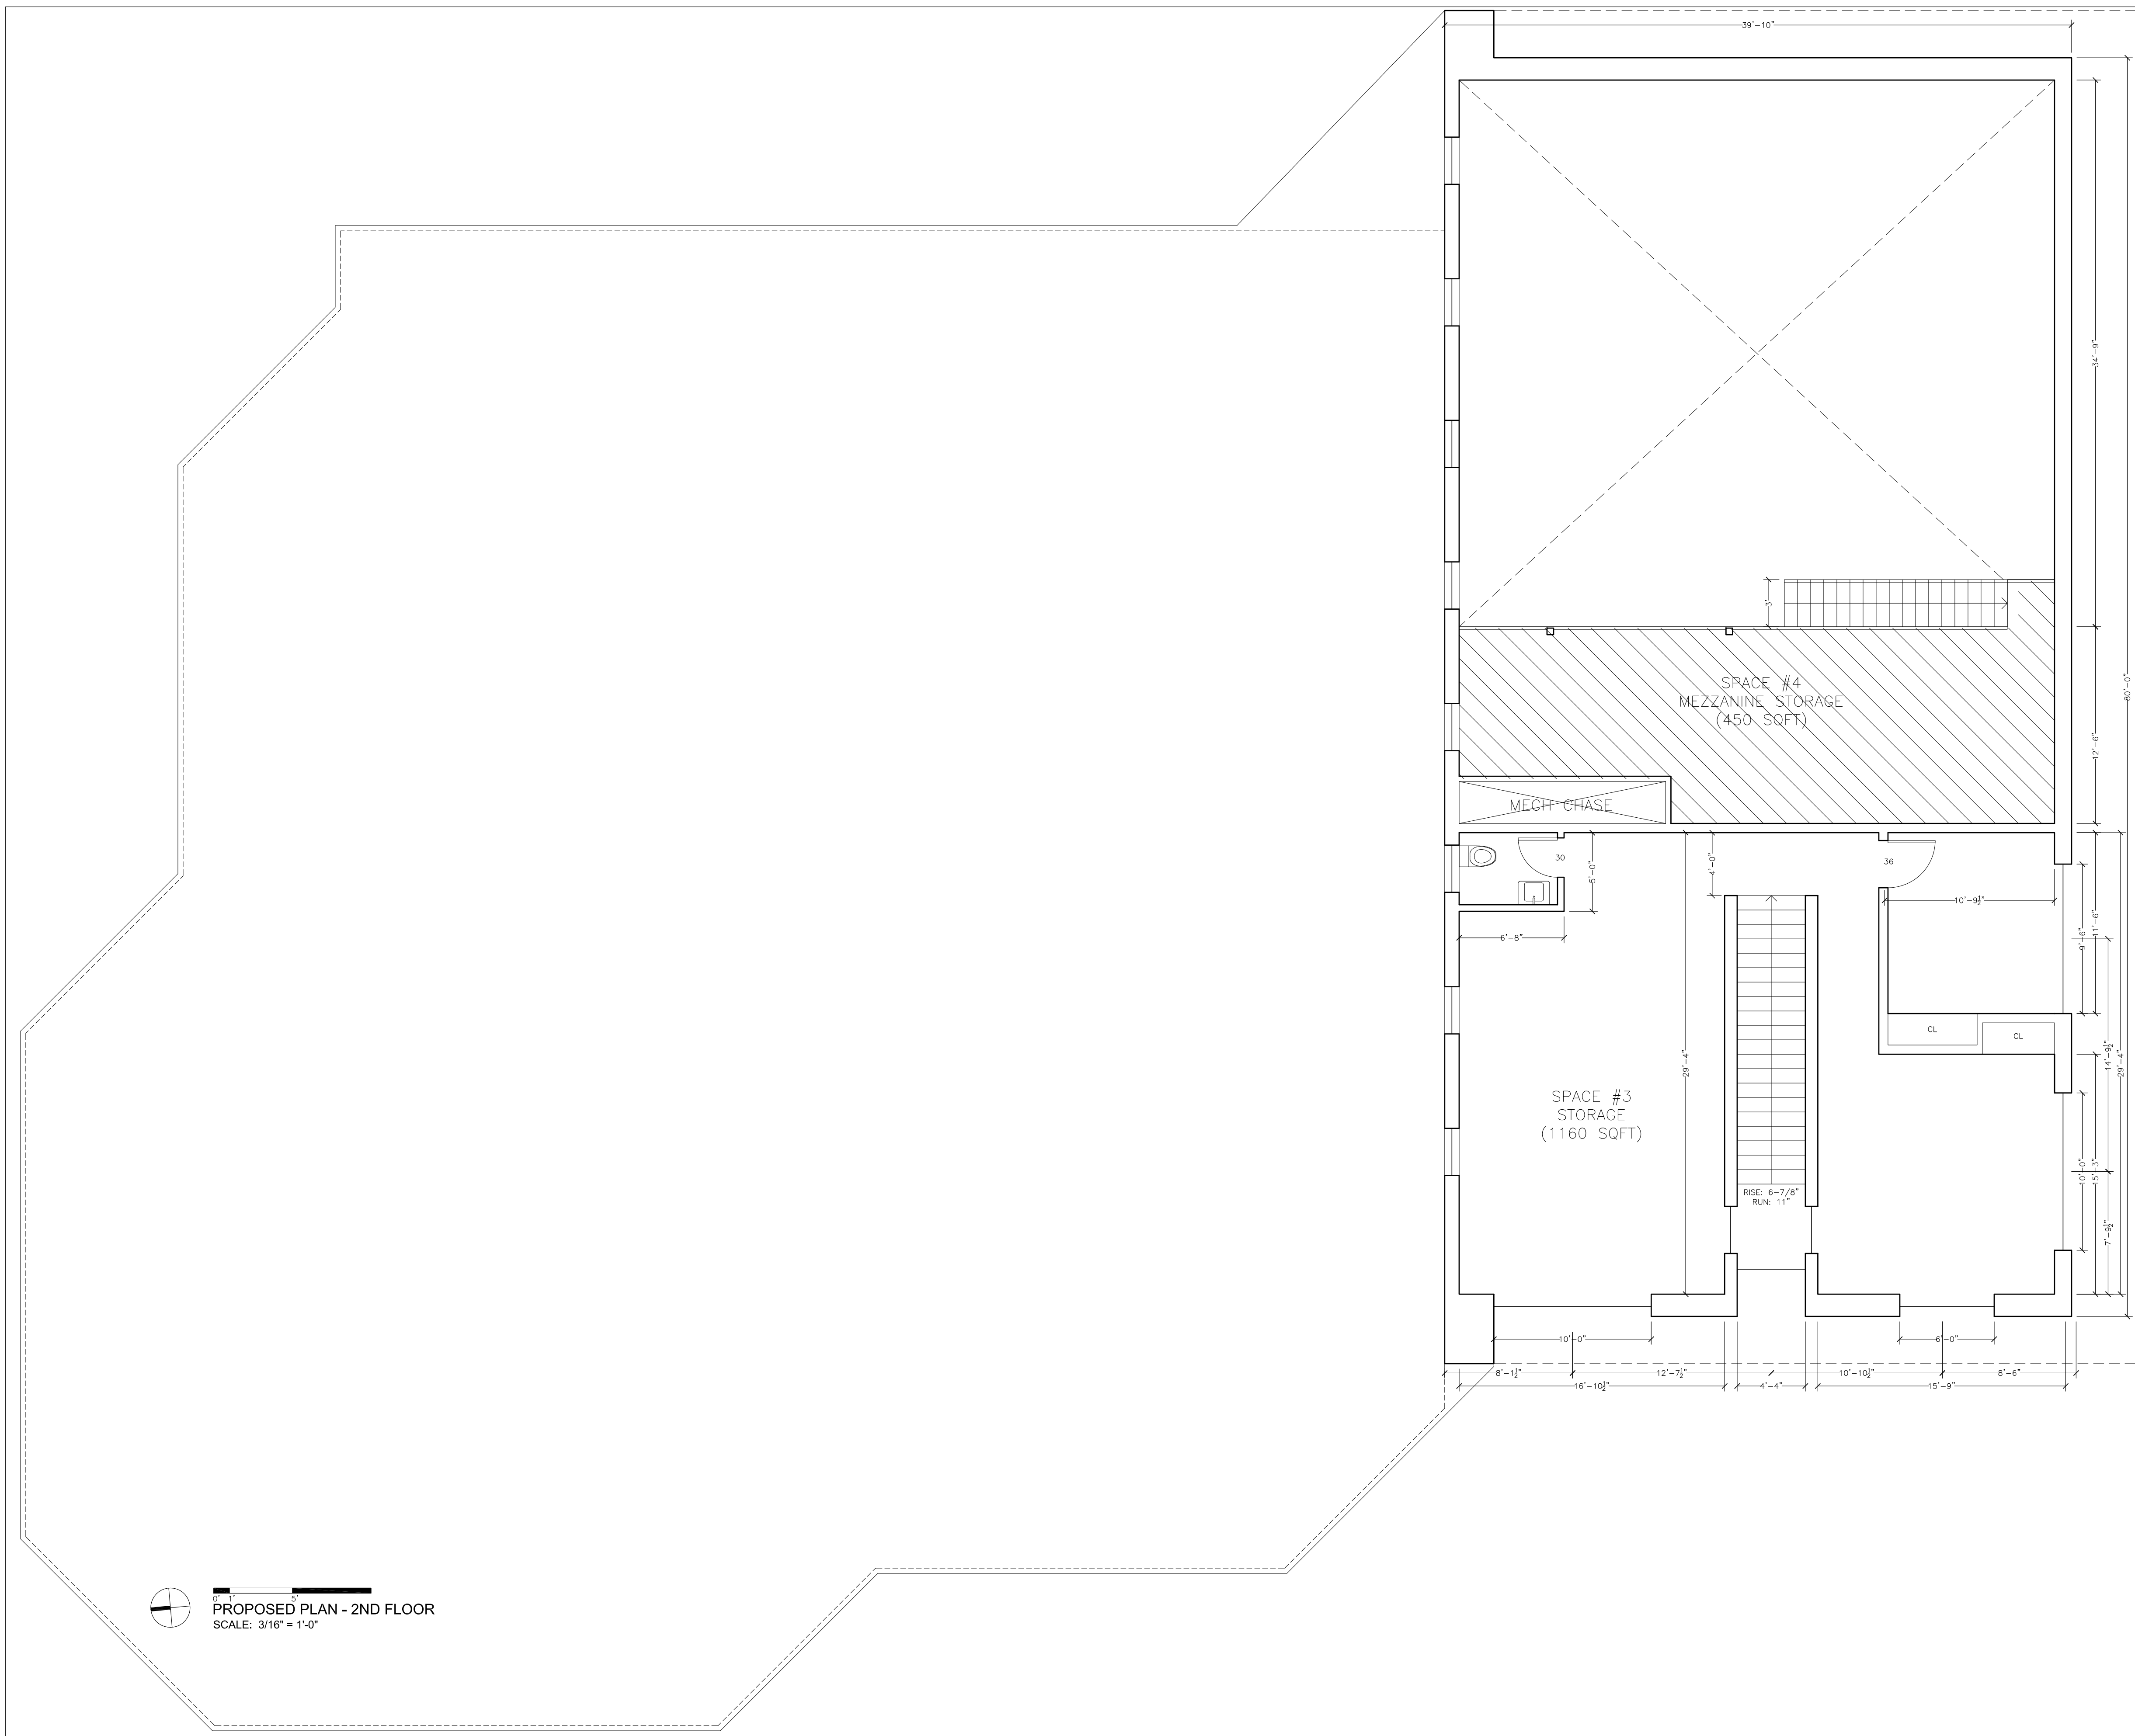 39'-10"
34'-9"
3'
SPACE #4
MEZZANINE STORAGE
(450 SQFT)
80'-0"
12'-6"
MECH CHASE
30
36
5'-0"
4'-0"
10'-9½"
6'-8"
9'-6"
11'-6"
CL
CL
29'-4"
14'-9½"
29'-4"
SPACE #3
STORAGE
(1160 SQFT)
10'-0"
15'-3"
RISE: 6-7/8"
RUN: 11"
7'-9½"
10'-0"
6'-0"
8'-1½"
12'-7½"
10'-10½"
8'-6"
16'-10½"
4'-4"
15'-9"
0' 1' 5'
PROPOSED PLAN - 2ND FLOOR
SCALE: 3/16" = 1'-0"